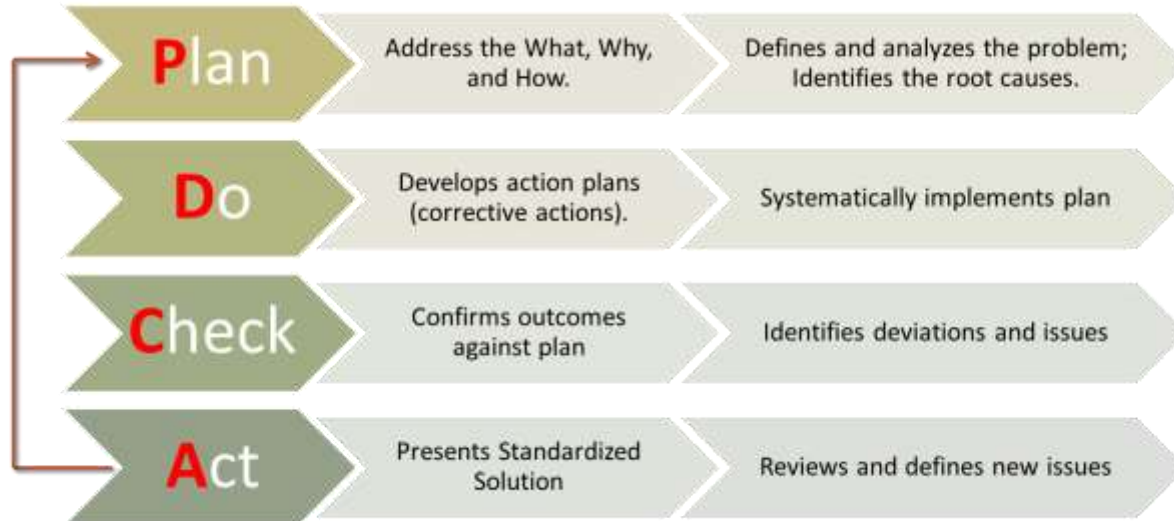 Plan
Address the What, Why,
and How.
Defines and analyzes the problem;
Identifies the root causes.
Do
Develops action plans
(corrective actions).
Systematically implements plan
Check
Confirms outcomes
against plan
Identifies deviations and issues
Act
Presents Standardized
Solution
Reviews and defines new issues